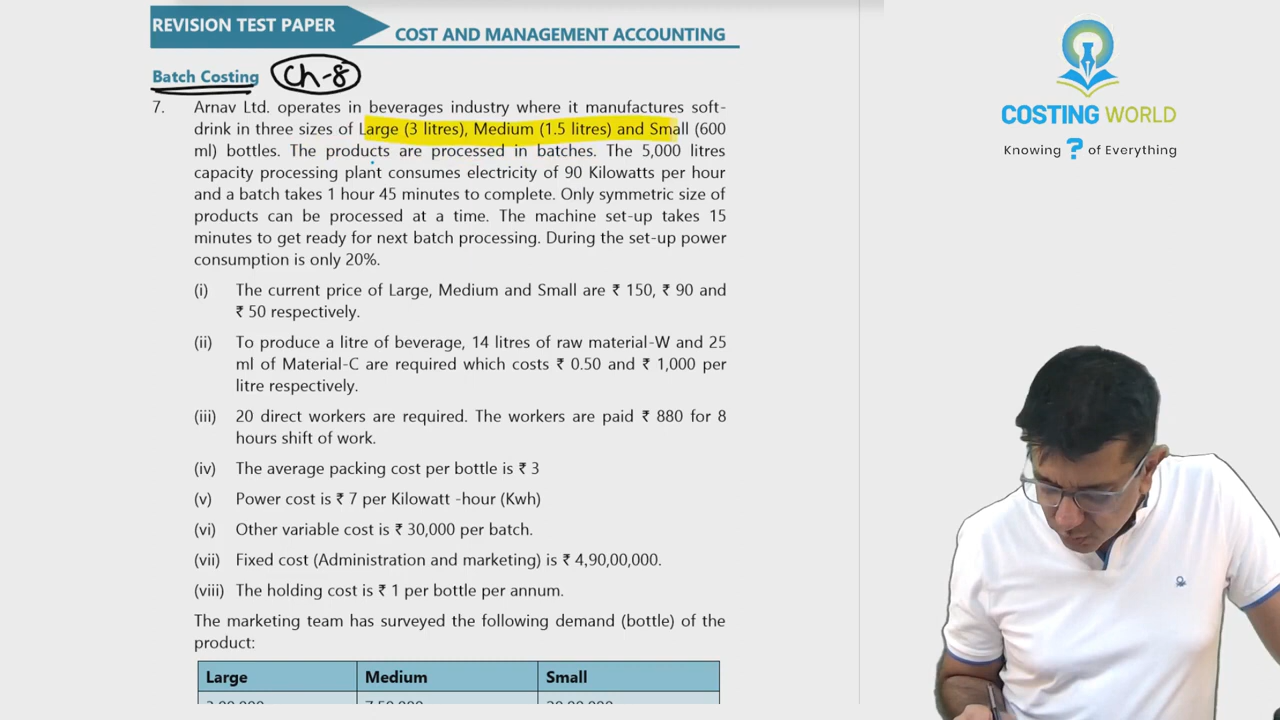 REVISION TEST PAPER
COST AND MANAGEMENT ACCOUNTING
Batch Costing Ch-8
7. Arnav Ltd. operates in beverages industry where it manufactures soft-
drink in three sizes of Large (3 litres), Medium (1.5 litres) and Small (600
ml) bottles. The products are processed in batches. The 5,000 litres
capacity processing plant consumes electricity of 90 Kilowatts per hour
and a batch takes 1 hour 45 minutes to complete. Only symmetric size of
products can be processed at a time. The machine set-up takes 15
minutes to get ready for next batch processing. During the set-up power
consumption is only 20%.
(i) The current price of Large, Medium and Small are ₹ 150, ₹ 90 and
₹ 50 respectively.
(ii) To produce a litre of beverage, 14 litres of raw material-W and 25
ml of Material-C are required which costs ₹ 0.50 and ₹ 1,000 per
litre respectively.
(iii) 20 direct workers are required. The workers are paid ₹ 880 for 8
hours shift of work.
(iv) The average packing cost per bottle is ₹ 3
(v) Power cost is ₹ 7 per Kilowatt -hour (Kwh)
(vi) Other variable cost is ₹ 30,000 per batch.
(vii) Fixed cost (Administration and marketing) is ₹ 4,90,00,000.
(viii) The holding cost is ₹ 1 per bottle per annum.
The marketing team has surveyed the following demand (bottle) of the
product:
Large Medium Small
COSTING WORLD
Knowing ? of Everything